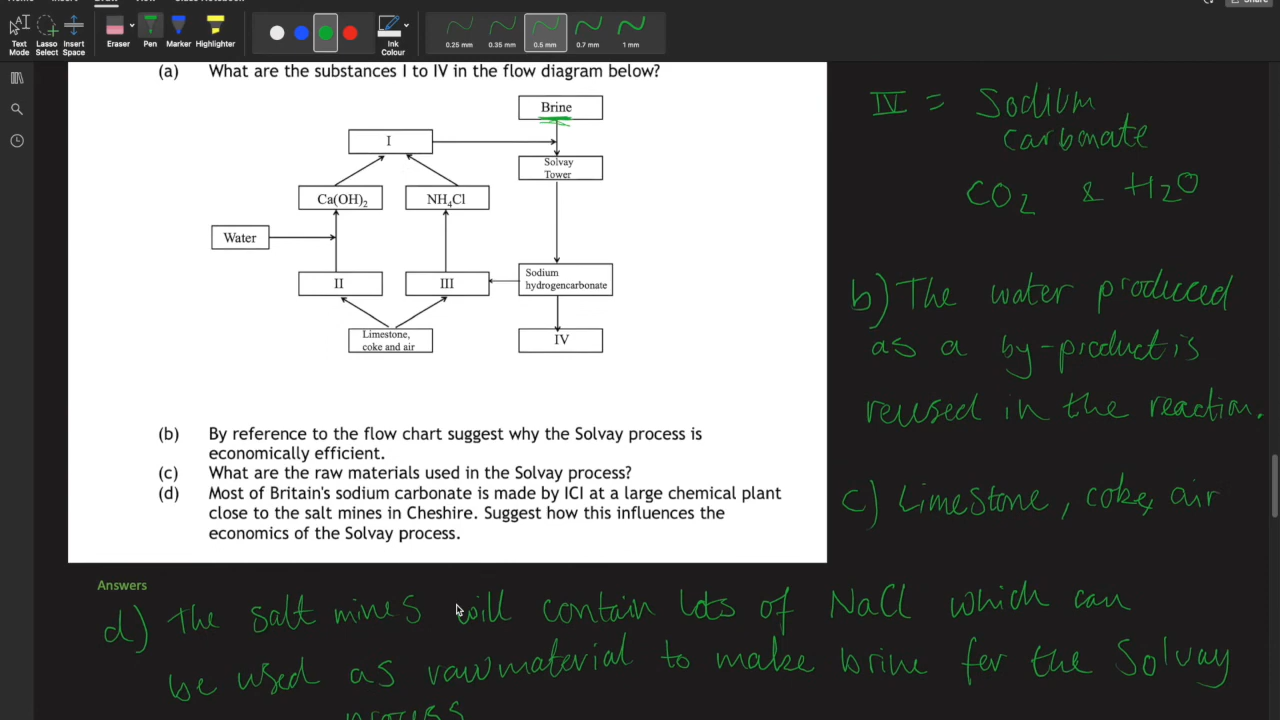 Text Mode
Lasso Select
Insert Space
Eraser
Pen
Marker
Highlighter
Ink Colour
0.25 mm
0.35 mm
0.5 mm
0.7 mm
1 mm
(a) What are the substances I to IV in the flow diagram below?
Brine
I
Solvay Tower
Ca(OH)2
NH4Cl
Water
II
III
Sodium hydrogencarbonate
Limestone, coke and air
IV
(b) By reference to the flow chart suggest why the Solvay process is
economically efficient.
(c) What are the raw materials used in the Solvay process?
(d) Most of Britain's sodium carbonate is made by ICI at a large chemical plant
close to the salt mines in Cheshire. Suggest how this influences the
economics of the Solvay process.
IV = Sodium
carbonate
CO2 & H2O
b) The water produced
as a by-product is
reused in the reaction.
c) Limestone, coke, air
Answers
d) The salt mines will contain lots of NaCl which can
be used as raw material to make brine for the Solvay
process